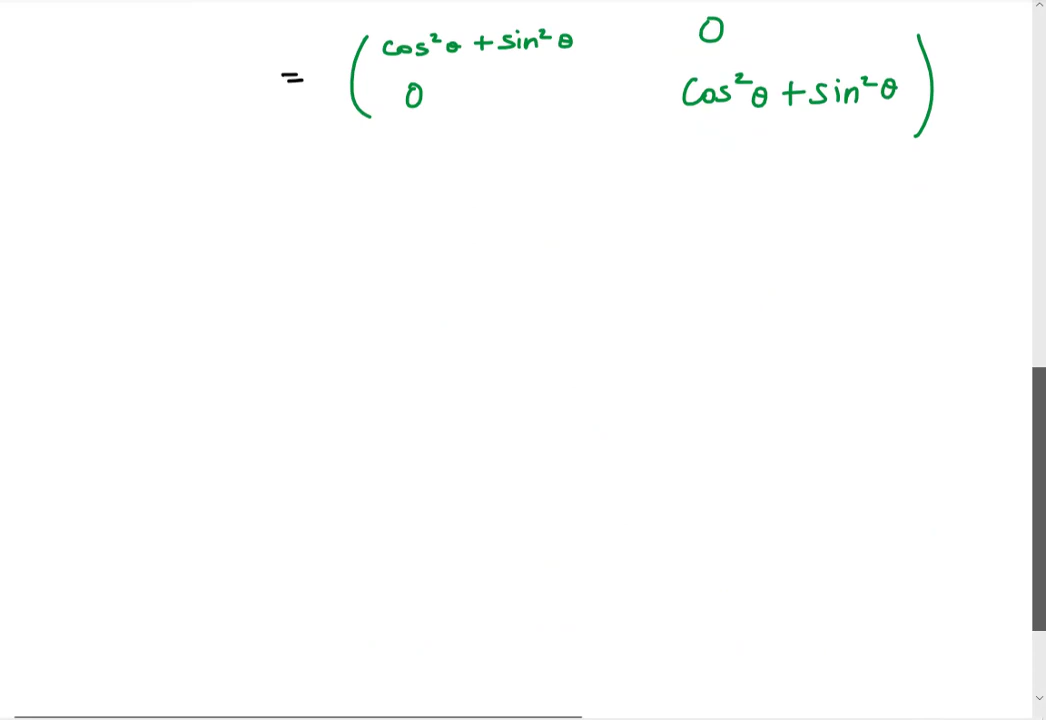 cos²θ + sin²θ 0
= ( )
0 cos²θ + sin²θ